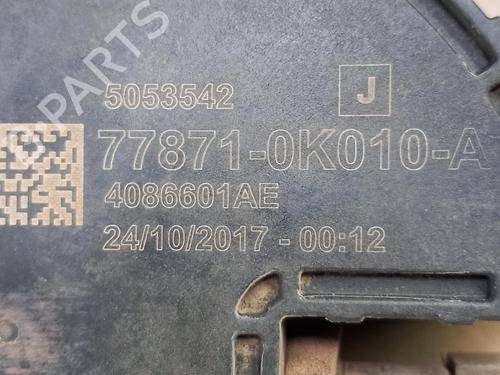 B-PARTS
5053542 J
77871-0K010-A
4086601AE
24/10/2017 - 00:12